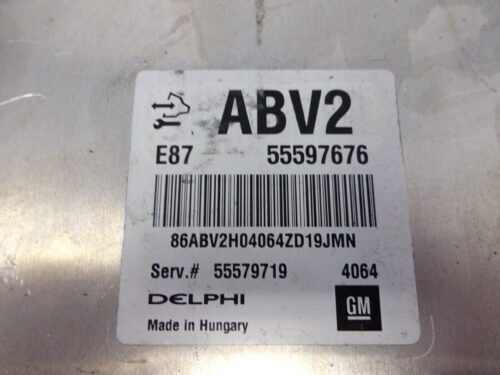 ABV2
E87 55597676
86ABV2H04064ZD19JMN
Serv.# 55579719 4064
DELPHI GM
Made in Hungary